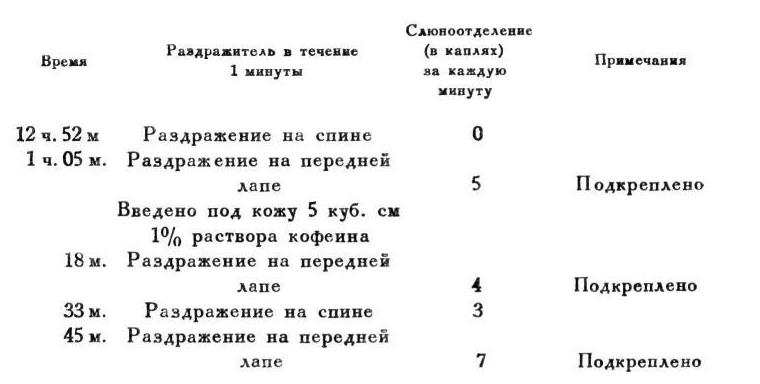 Время
Раздражитель в течение
1 минуты
Слюноотделение
(в каплях)
за каждую
минуту
Примечания
12 ч. 52 м Раздражение на спине 0
1 ч. 05 м. Раздражение на передней
лапе 5 Подкреплено
Введено под кожу 5 куб. см
1% раствора кофеина
18 м. Раздражение на передней
лапе 4 Подкреплено
33 м. Раздражение на спине 3
45 м. Раздражение на передней
лапе 7 Подкреплено